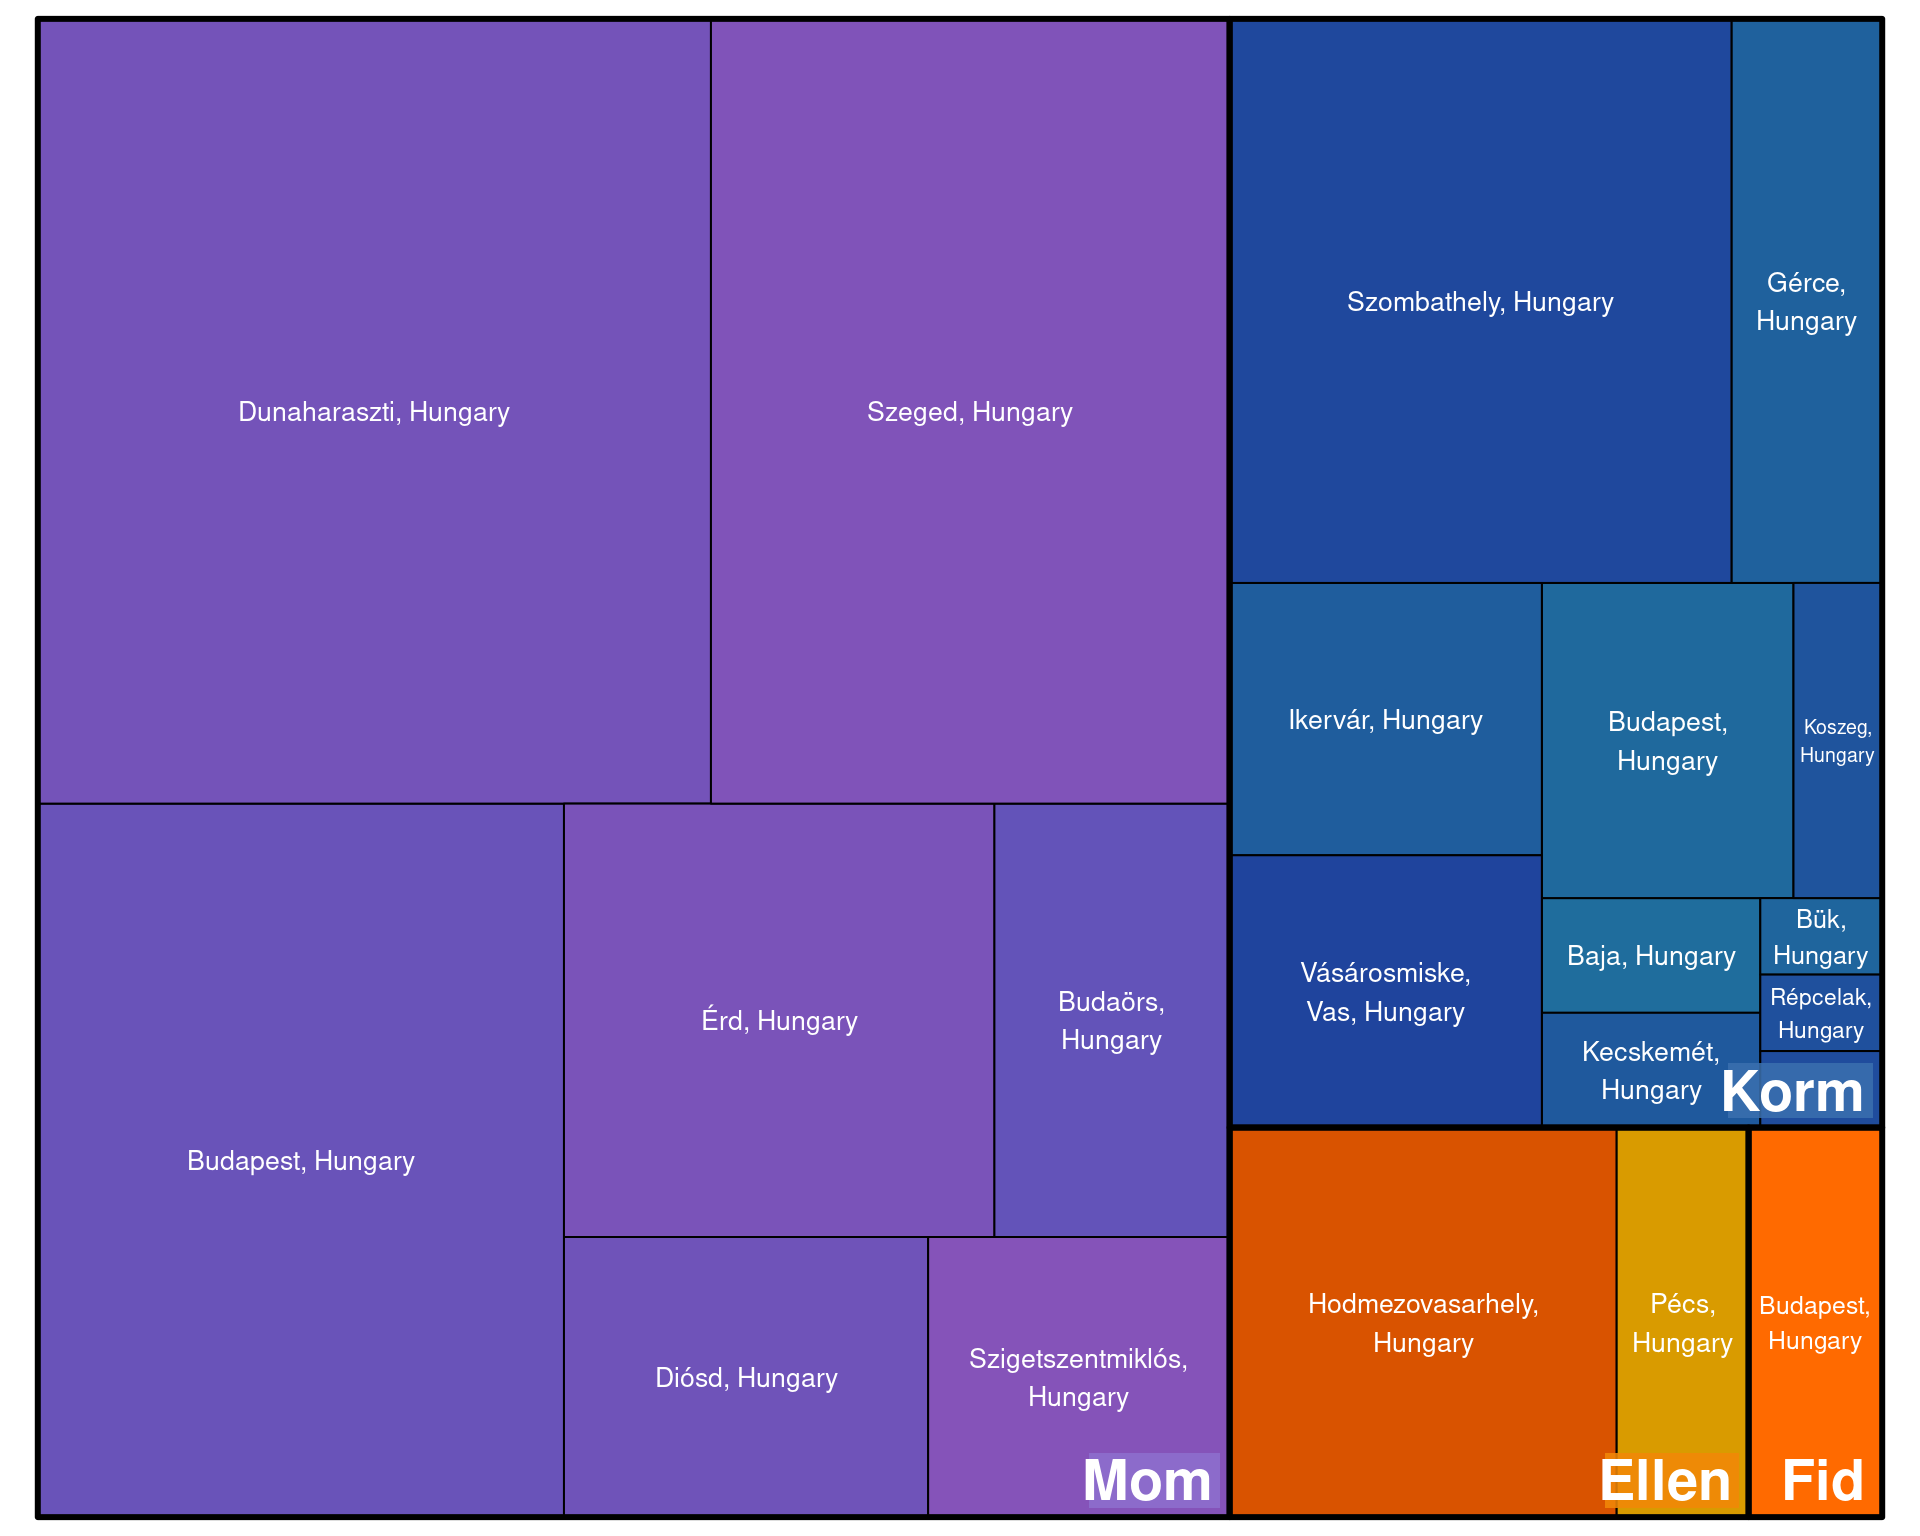 Dunaharaszti, Hungary
Szeged, Hungary
Budapest, Hungary
Érd, Hungary
Budaörs,
Hungary
Diósd, Hungary
Szigetszentmiklós,
Hungary
Mom
Szombathely, Hungary
Gérce,
Hungary
Ikervár, Hungary
Budapest,
Hungary
Koszeg,
Hungary
Vásárosmiske,
Vas, Hungary
Baja, Hungary
Bük,
Hungary
Répcelak,
Hungary
Kecskemét,
Hungary
Korm
Hodmezovasarhely,
Hungary
Pécs,
Hungary
Ellen
Budapest,
Hungary
Fid